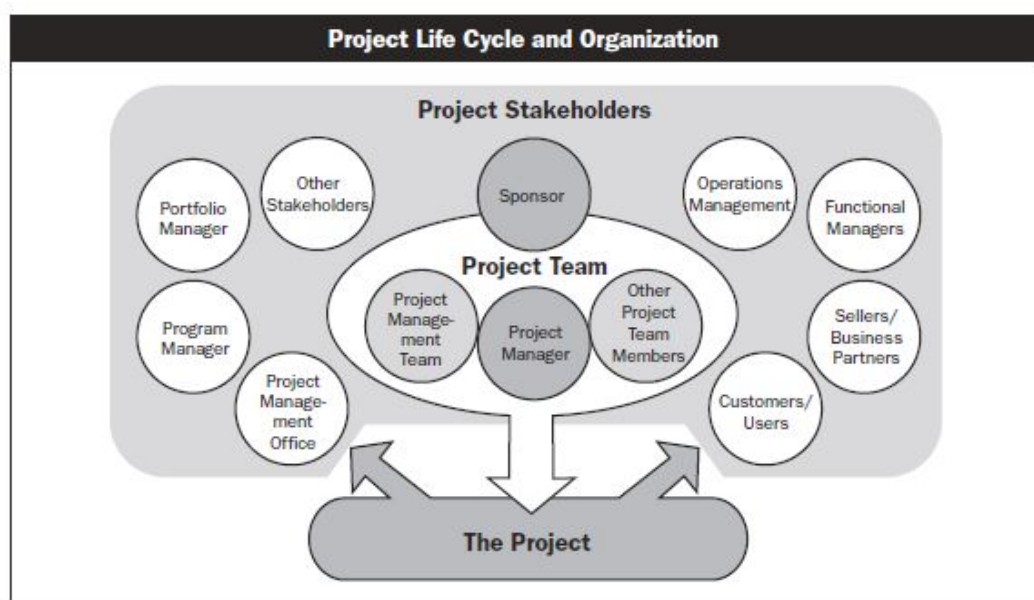 Project Life Cycle and Organization
Project Stakeholders
Portfolio
Manager
Other
Stakeholders
Sponsor
Operations
Management
Functional
Managers
Project Team
Program
Manager
Project
Manage-
ment
Team
Project
Manager
Other
Project
Team
Members
Sellers/
Business
Partners
Project
Manage-
ment
Office
Customers/
Users
The Project